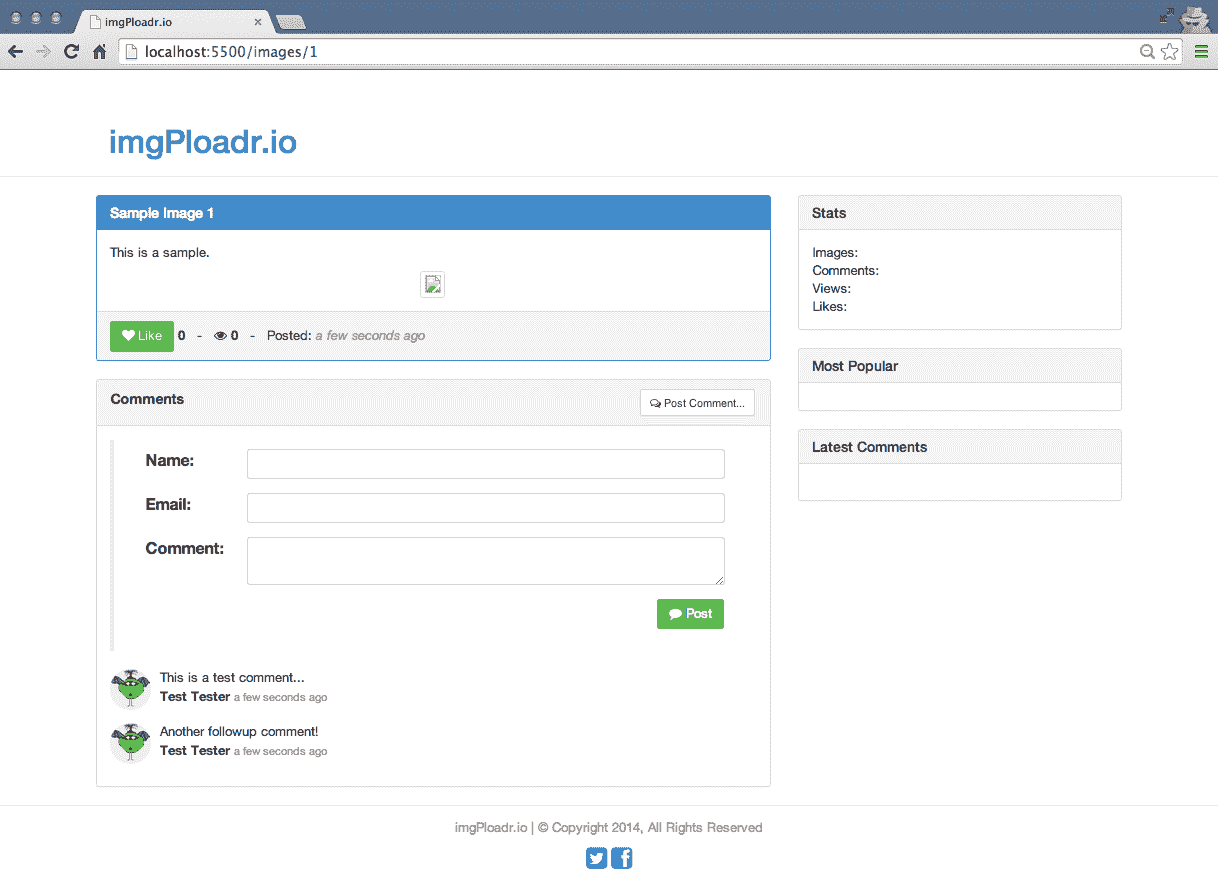 imgPloadr.io
localhost:5500/images/1
imgPloadr.io
Sample Image 1
This is a sample.
Like 0 - 0 - Posted: a few seconds ago
Comments
Post Comment...
Name:
Email:
Comment:
Post
This is a test comment...
Test Tester a few seconds ago
Another followup comment!
Test Tester a few seconds ago
Stats
Images:
Comments:
Views:
Likes:
Most Popular
Latest Comments
imgPloadr.io | © Copyright 2014, All Rights Reserved